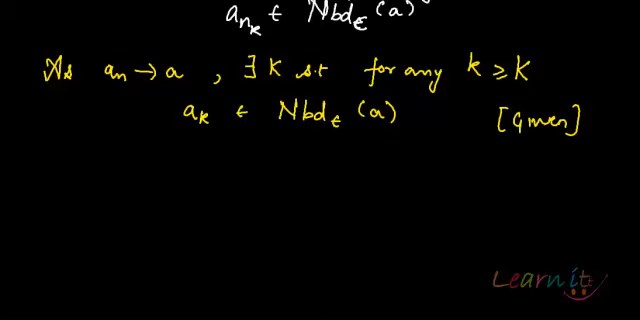 a_{n_k} ∈ Nbd_ε (a)
As a_n → a , ∃ K s.t for any k ≥ K
a_k ∈ Nbd_ε (a) [Given]
Learnit